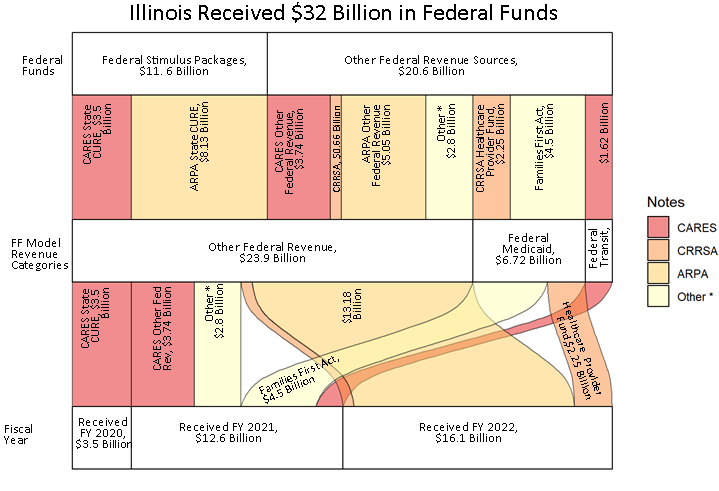 Illinois Received $32 Billion in Federal Funds
Federal
Funds
Federal Stimulus Packages,
$11. 6 Billion
Other Federal Revenue Sources,
$20.6 Billion
CARES State
CURE, $3.5
Billion
ARPA State CURE,
$8.13 Billion
CARES Other
Federal Revenue,
$3.74 Billion
CRRSA, $0.66 Billion
ARPA Other
Federal Revenue
$5.05 Billion
Other *
$2.8 Billion
CRRSA Healthcare
Provider Fund,
$2.25 Billion
Families First Act,
$4.5 Billion
$1.62 Billion
FF Model
Revenue
Categories
Other Federal Revenue,
$23.9 Billion
Federal
Medicaid,
$6.72 Billion
Federal
Transit,
CARES State
CURE, $3.5
Billion
CARES Other Fed
Rev, $3.74 Billion
Other *
$2.8 Billion
$13.18
Billion
Families First Act,
$4.5 Billion
Healthcare Provider
Fund, $2.25 Billion
Fiscal
Year
Received
FY 2020,
$3.5 Billion
Received FY 2021,
$12.6 Billion
Received FY 2022,
$16.1 Billion
Notes
CARES
CRRSA
ARPA
Other *